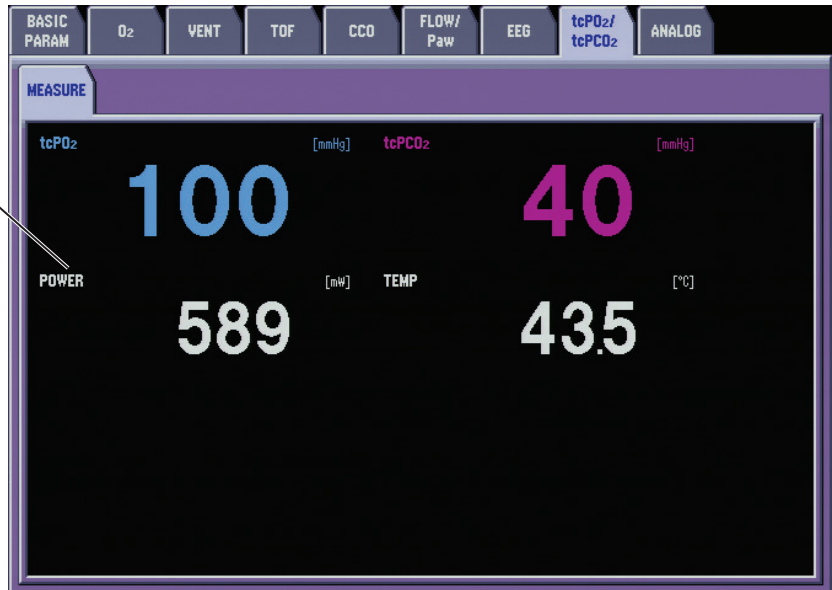 BASIC PARAM
O₂
VENT
TOF
CCO
FLOW/ Paw
EEG
tcPO₂/ tcPCO₂
ANALOG
MEASURE
tcPO₂ [mmHg] tcPCO₂ [mmHg]
100 40
POWER [mW] TEMP [°C]
589 43.5